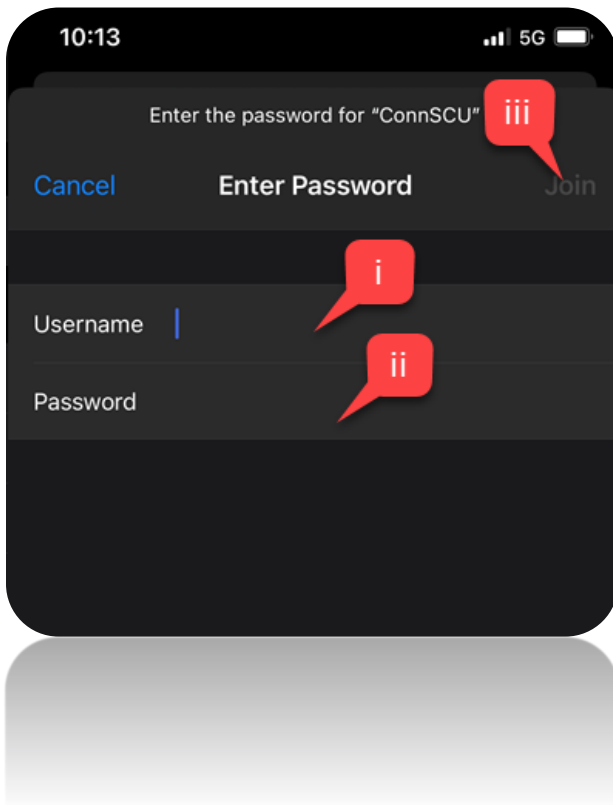 10:13 5G
Enter the password for “ConnSCU” iii
Cancel Enter Password Join
i
Username
ii
Password